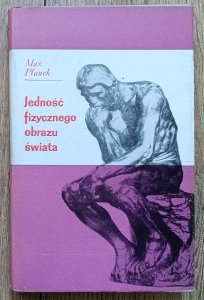 Max
Planck
Jedność
fizycznego
obrazu
świata